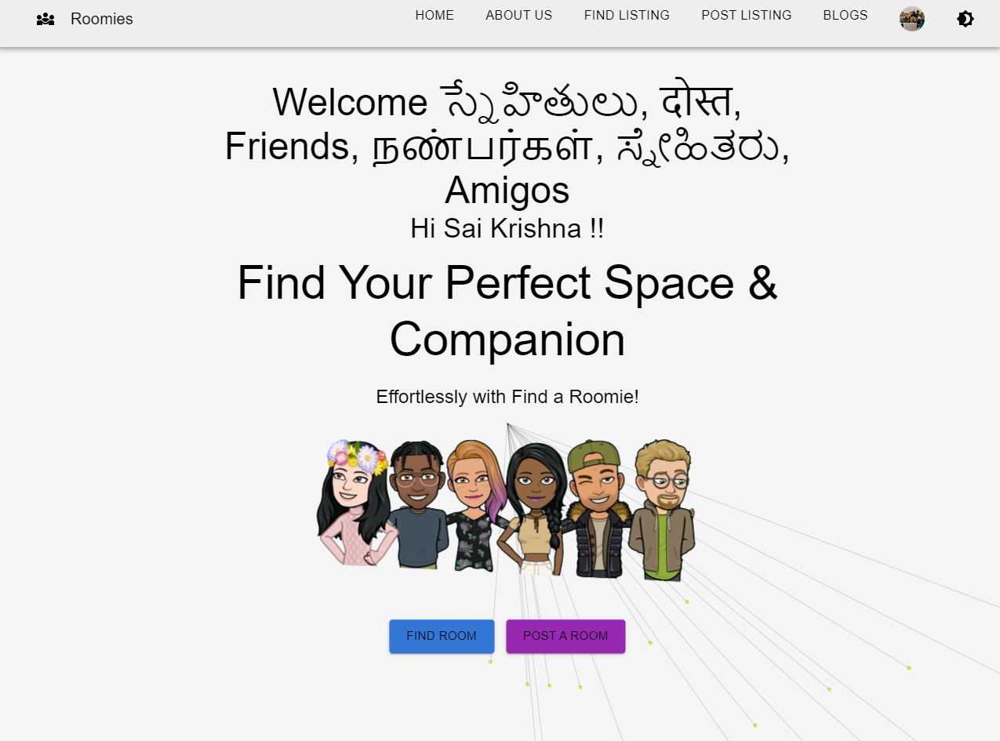 Roomies
HOME
ABOUT US
FIND LISTING
POST LISTING
BLOGS
Welcome స్నేహితులు, दोस्त,
Friends, நண்பர்கள், ಸ್ನೇಹಿತರು,
Amigos
Hi Sai Krishna !!
Find Your Perfect Space &
Companion
Effortlessly with Find a Roomie!
FIND ROOM
POST A ROOM